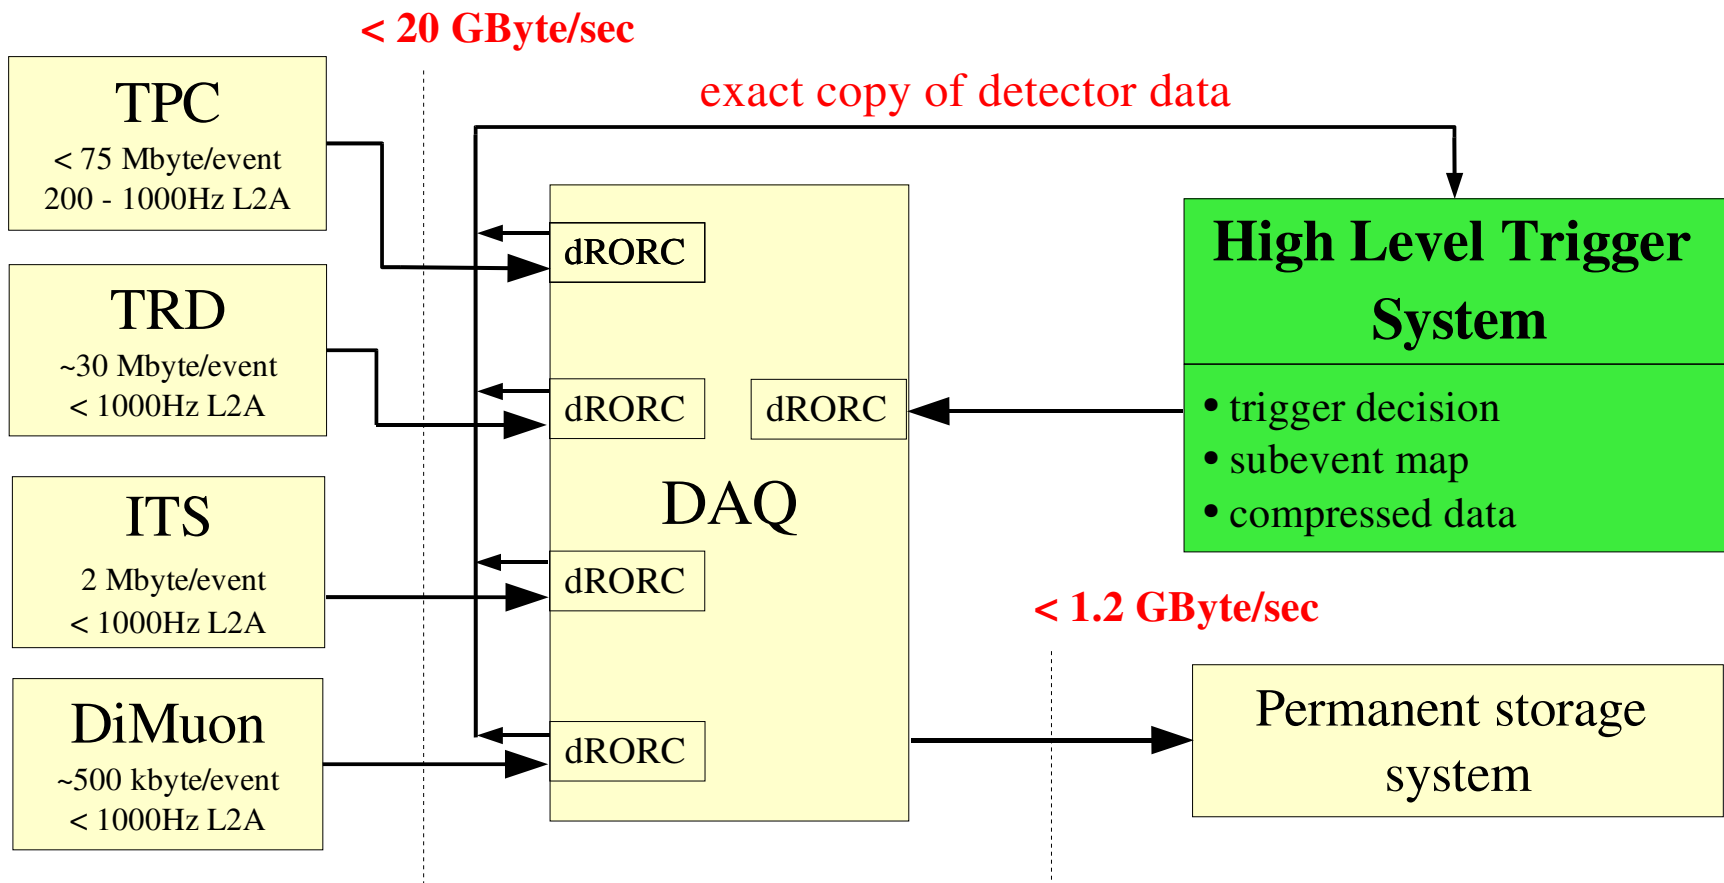 < 20 GByte/sec
exact copy of detector data
TPC
< 75 Mbyte/event
200 - 1000Hz L2A
TRD
~30 Mbyte/event
< 1000Hz L2A
ITS
2 Mbyte/event
< 1000Hz L2A
DiMuon
~500 kbyte/event
< 1000Hz L2A
dRORC
dRORC
dRORC
dRORC
dRORC
DAQ
High Level Trigger
System
• trigger decision
• subevent map
• compressed data
< 1.2 GByte/sec
Permanent storage
system